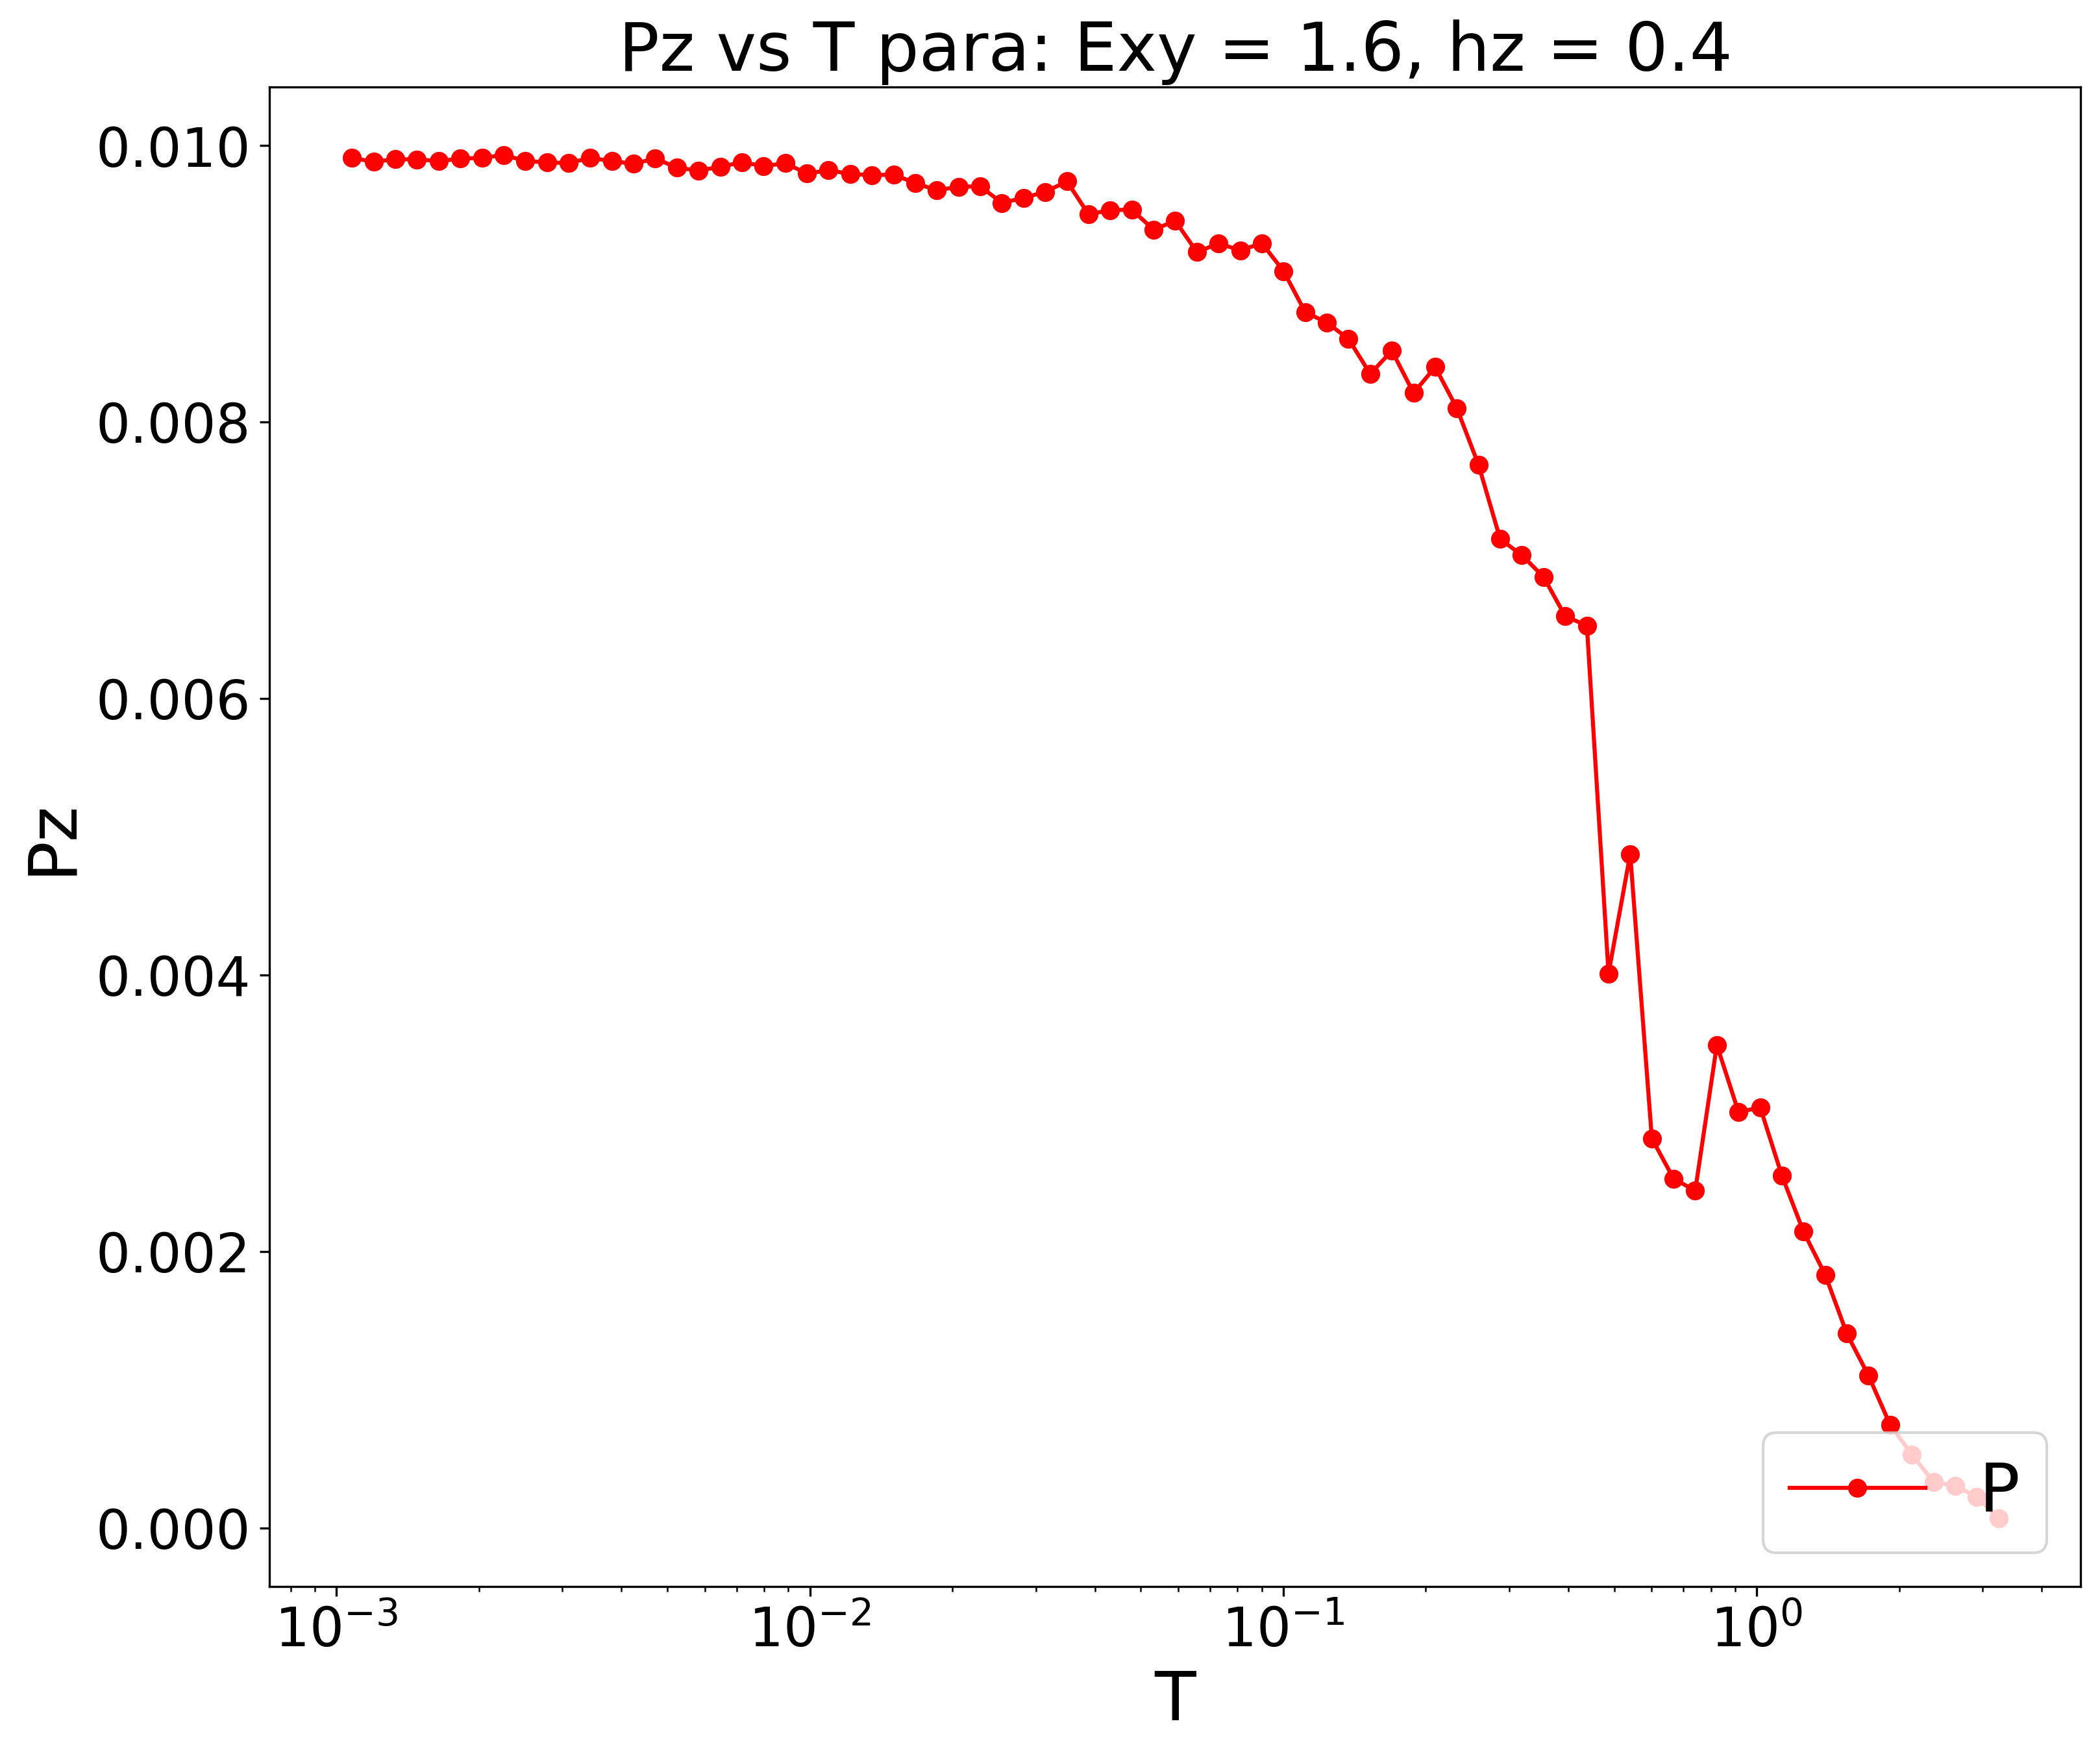 Pz vs T para: Exy = 1.6, hz = 0.4
0.010
0.008
0.006
0.004
0.002
0.000
Pz
P
10⁻³ 10⁻² 10⁻¹ 10⁰
T